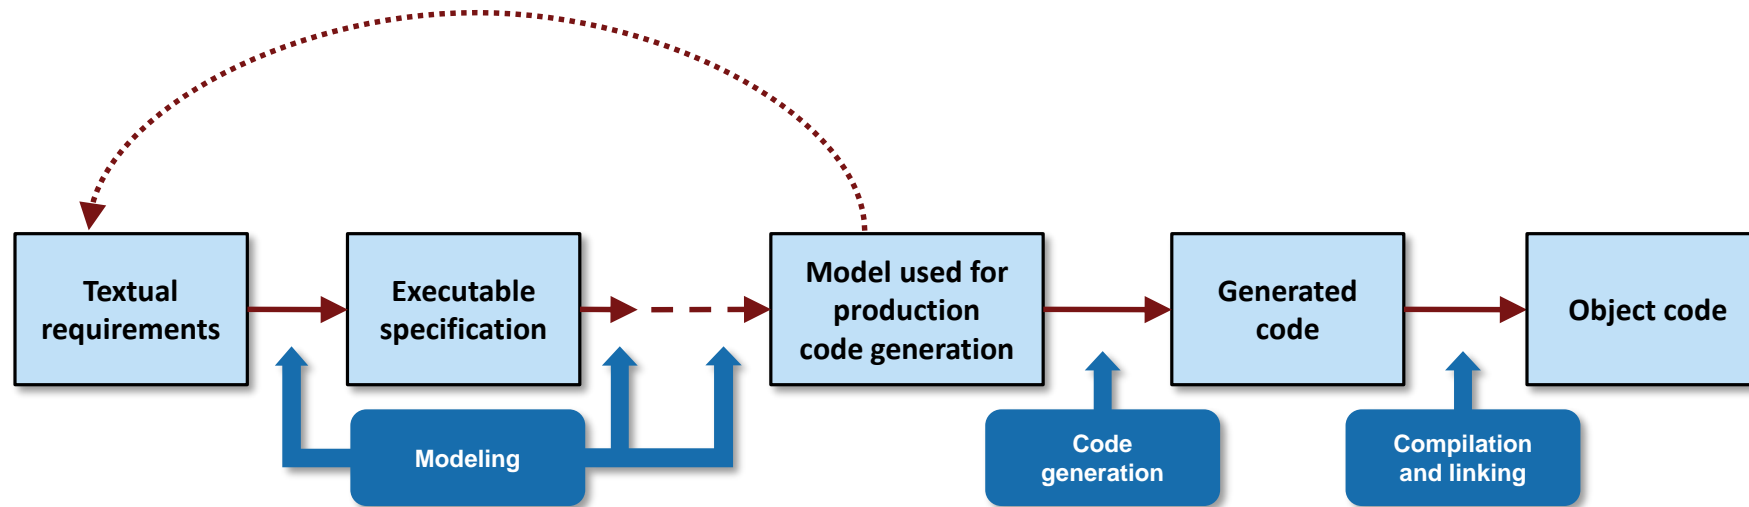 Textual
requirements
Executable
specification
Model used for
production
code generation
Generated
code
Object code
Modeling
Code
generation
Compilation
and linking